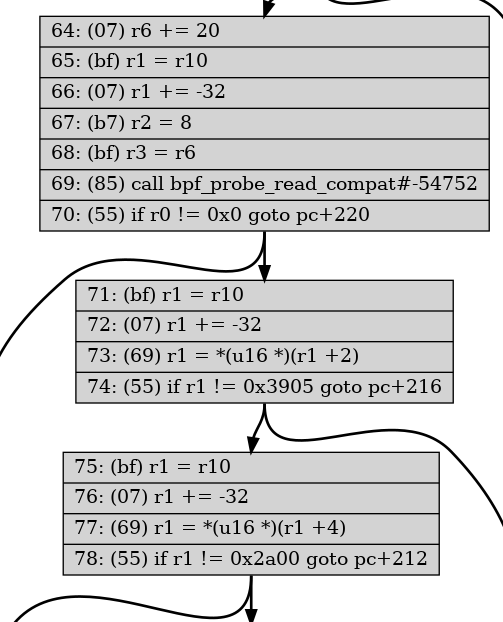 64: (07) r6 += 20
65: (bf) r1 = r10
66: (07) r1 += -32
67: (b7) r2 = 8
68: (bf) r3 = r6
69: (85) call bpf_probe_read_compat#-54752
70: (55) if r0 != 0x0 goto pc+220
71: (bf) r1 = r10
72: (07) r1 += -32
73: (69) r1 = *(u16 *)(r1 +2)
74: (55) if r1 != 0x3905 goto pc+216
75: (bf) r1 = r10
76: (07) r1 += -32
77: (69) r1 = *(u16 *)(r1 +4)
78: (55) if r1 != 0x2a00 goto pc+212